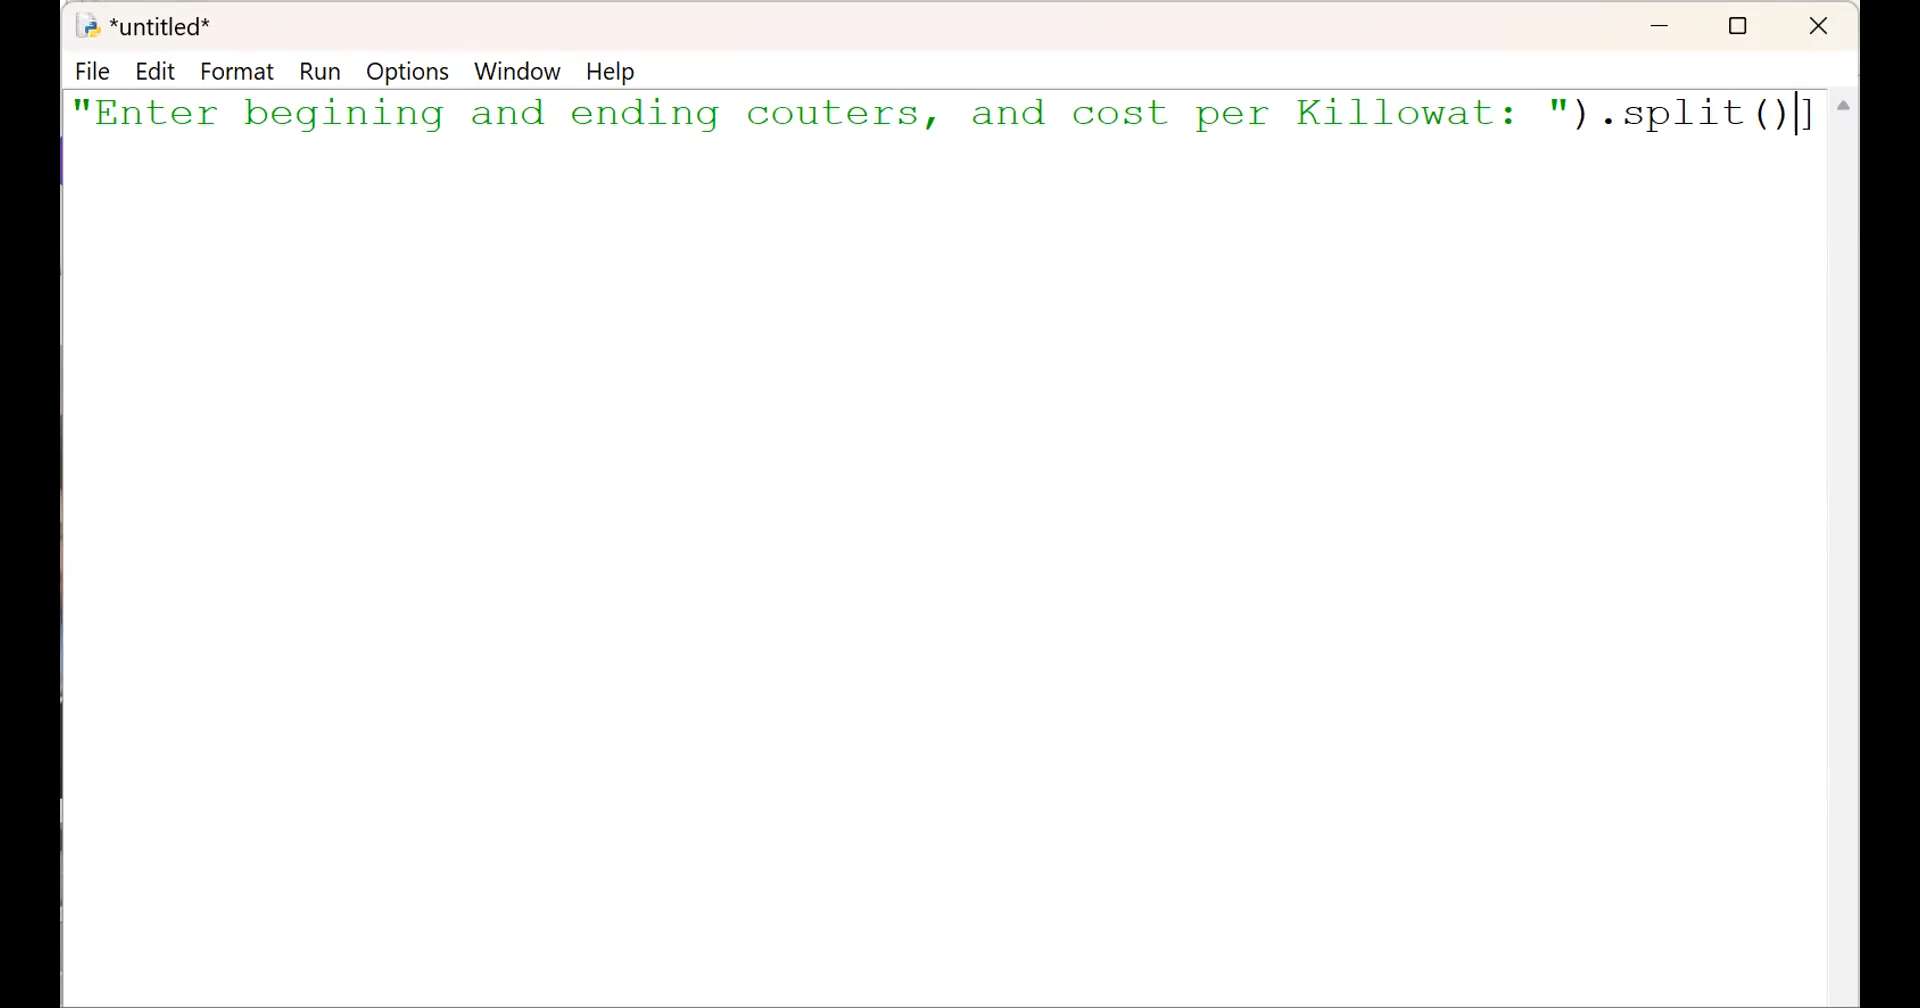 *untitled*
File Edit Format Run Options Window Help
"Enter begining and ending couters, and cost per Killowat: ").split()]